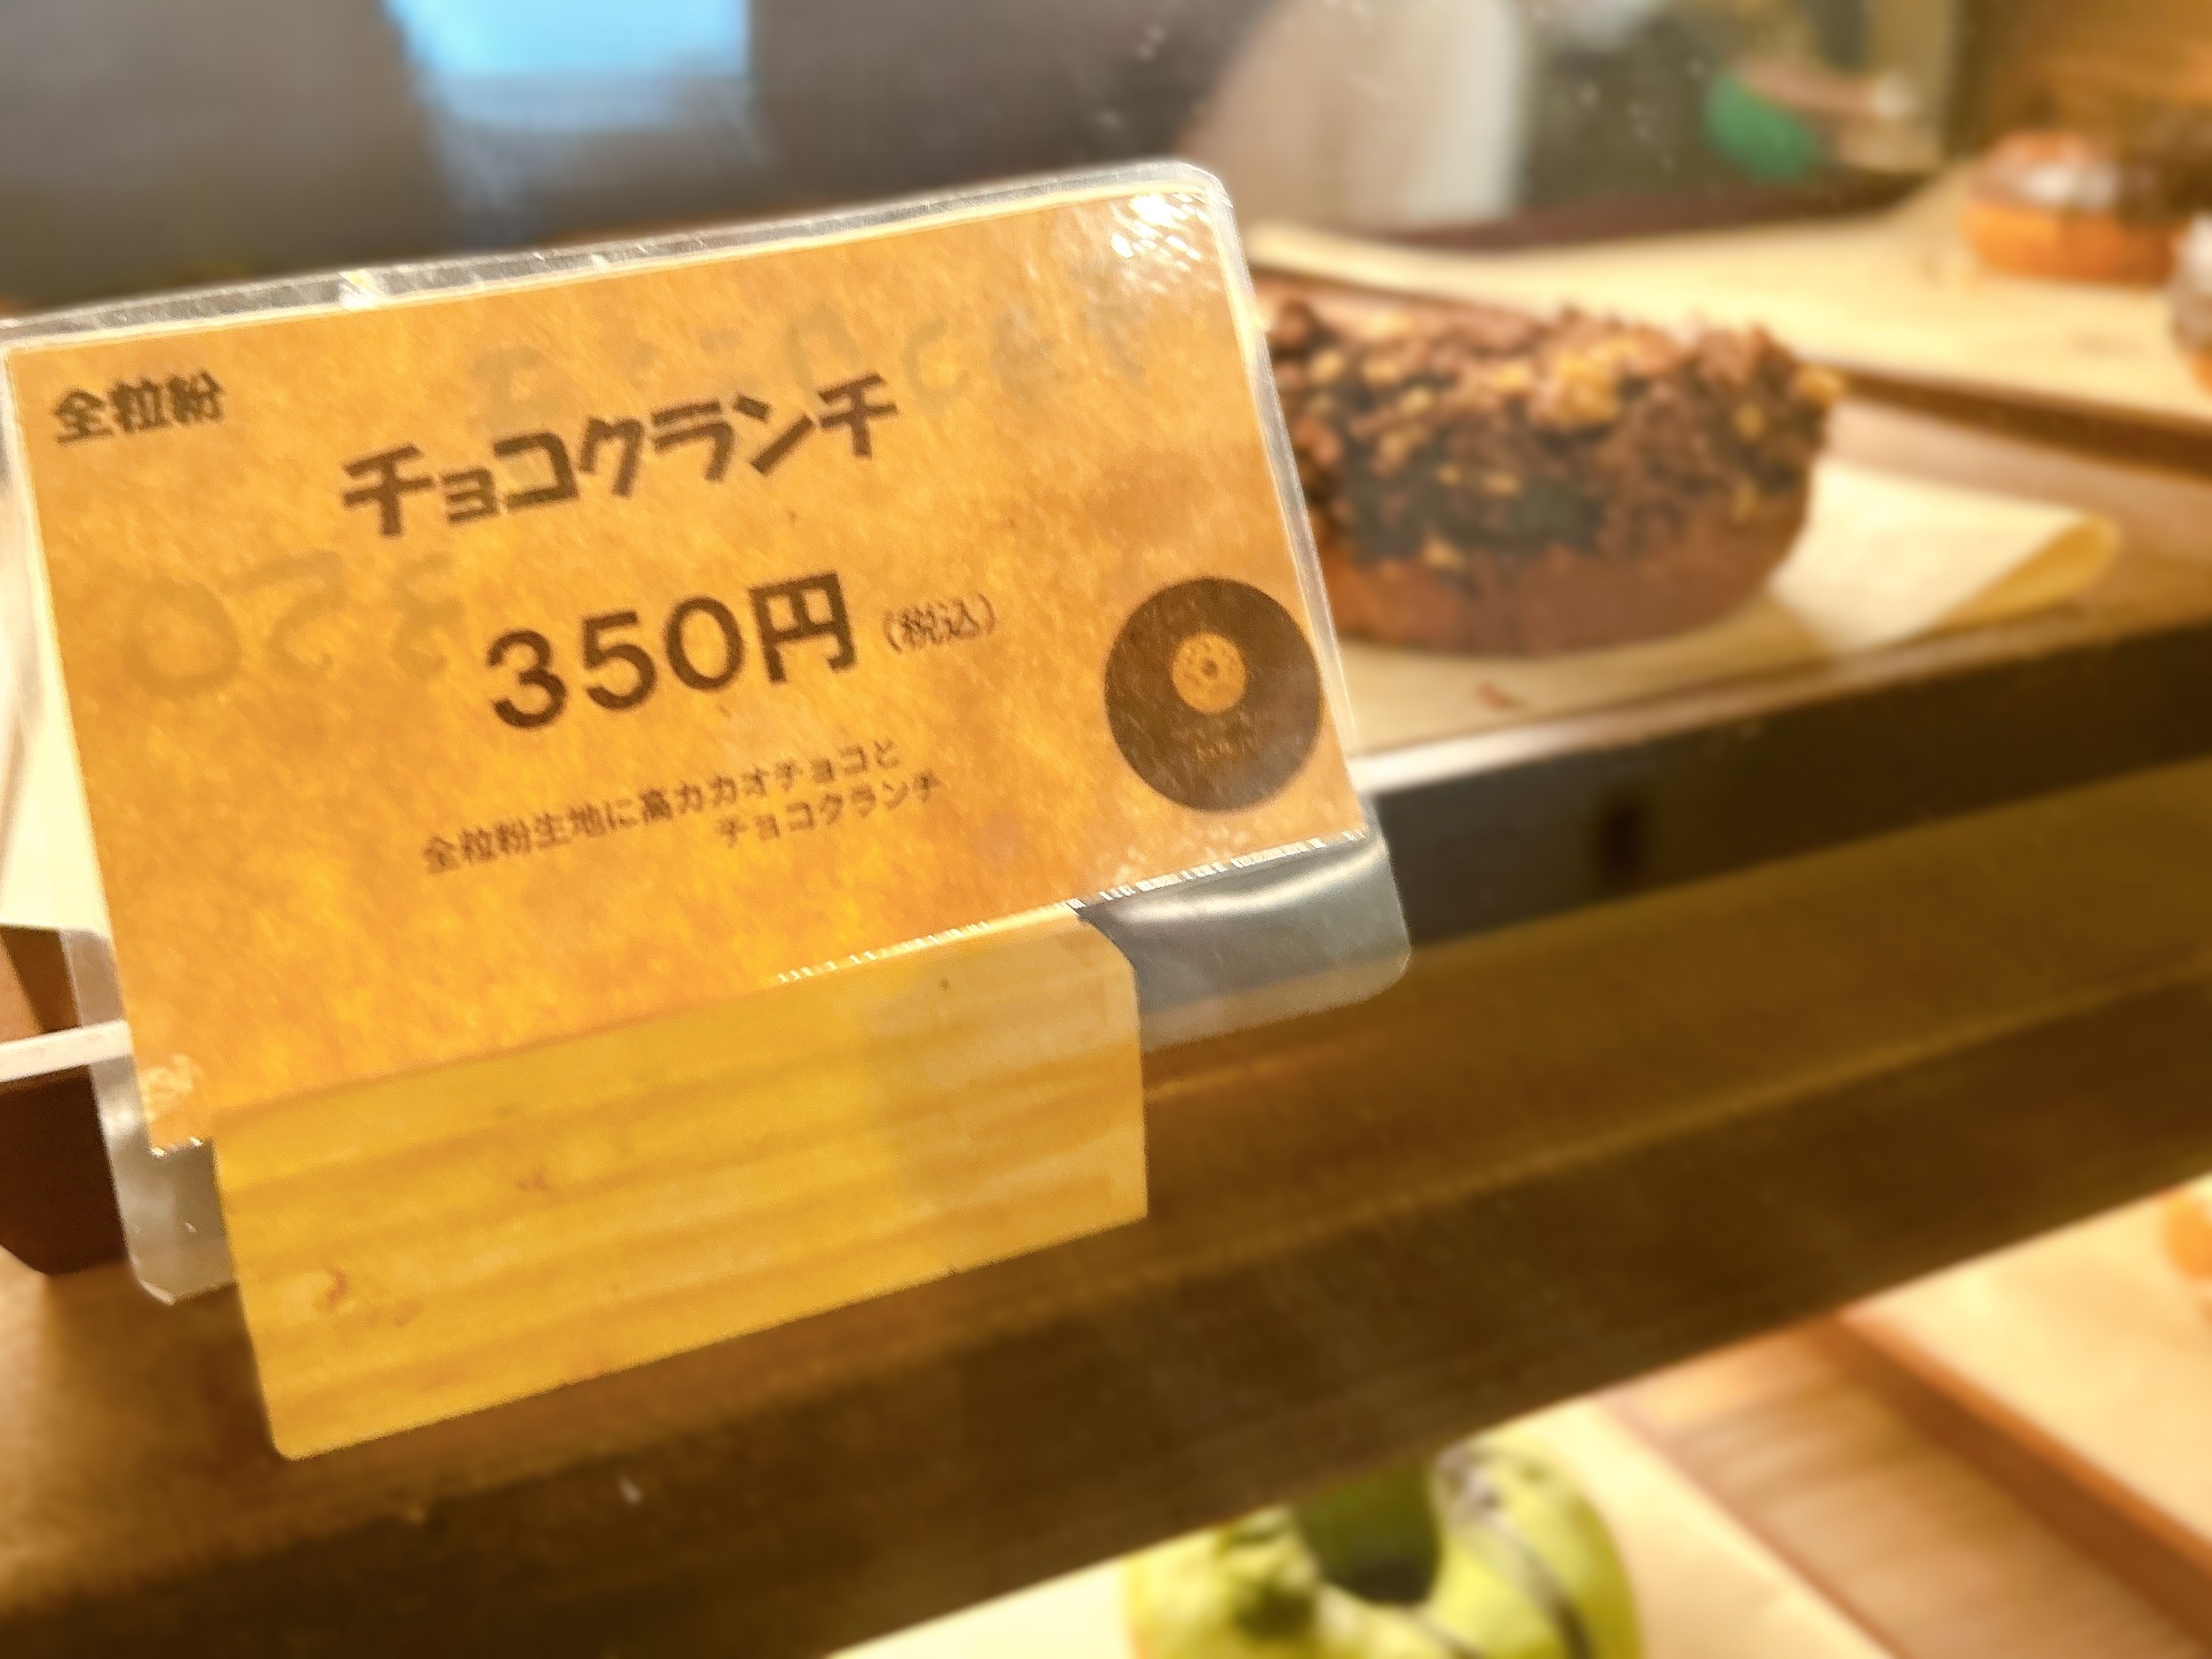 全粒粉
チョコクランチ
350円 (税込)
全粒粉生地に高カカオチョコと
チョコクランチ